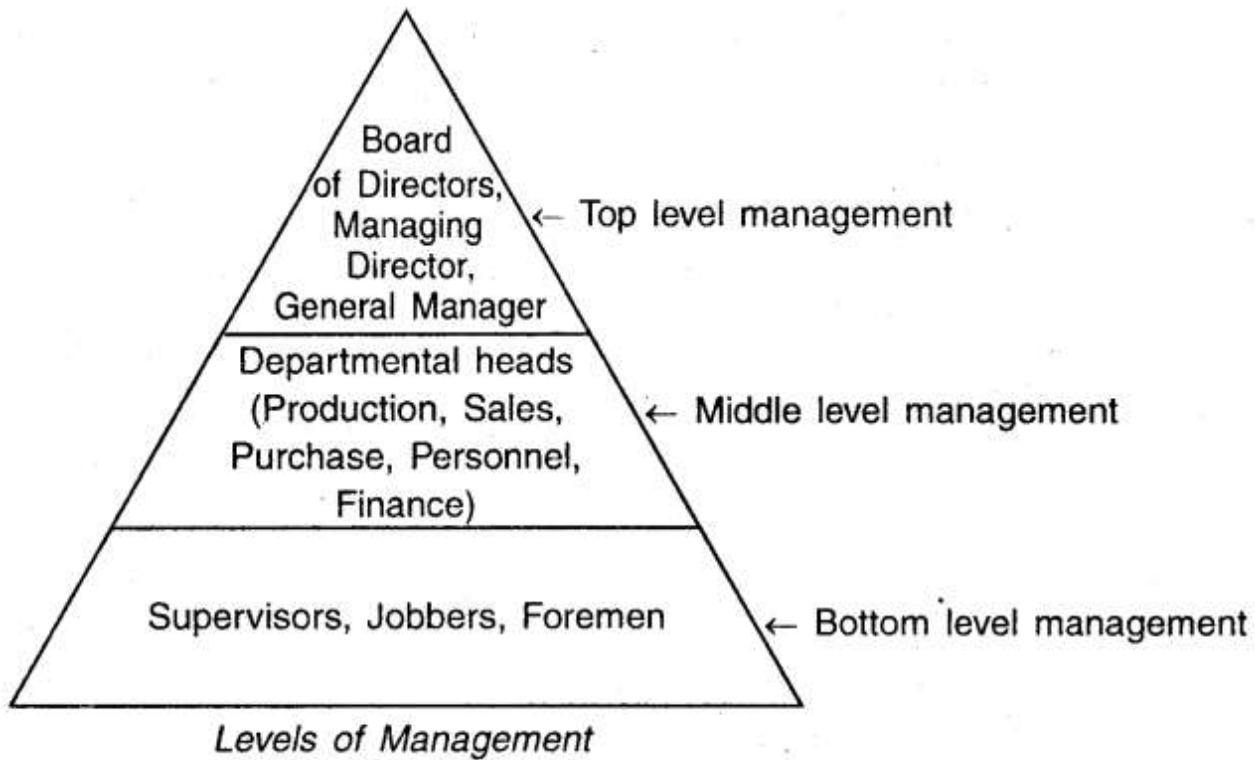 Board
of Directors,
Managing
Director,
General Manager
← Top level management
Departmental heads
(Production, Sales,
Purchase, Personnel,
Finance)
← Middle level management
Supervisors, Jobbers, Foremen
← Bottom level management
Levels of Management